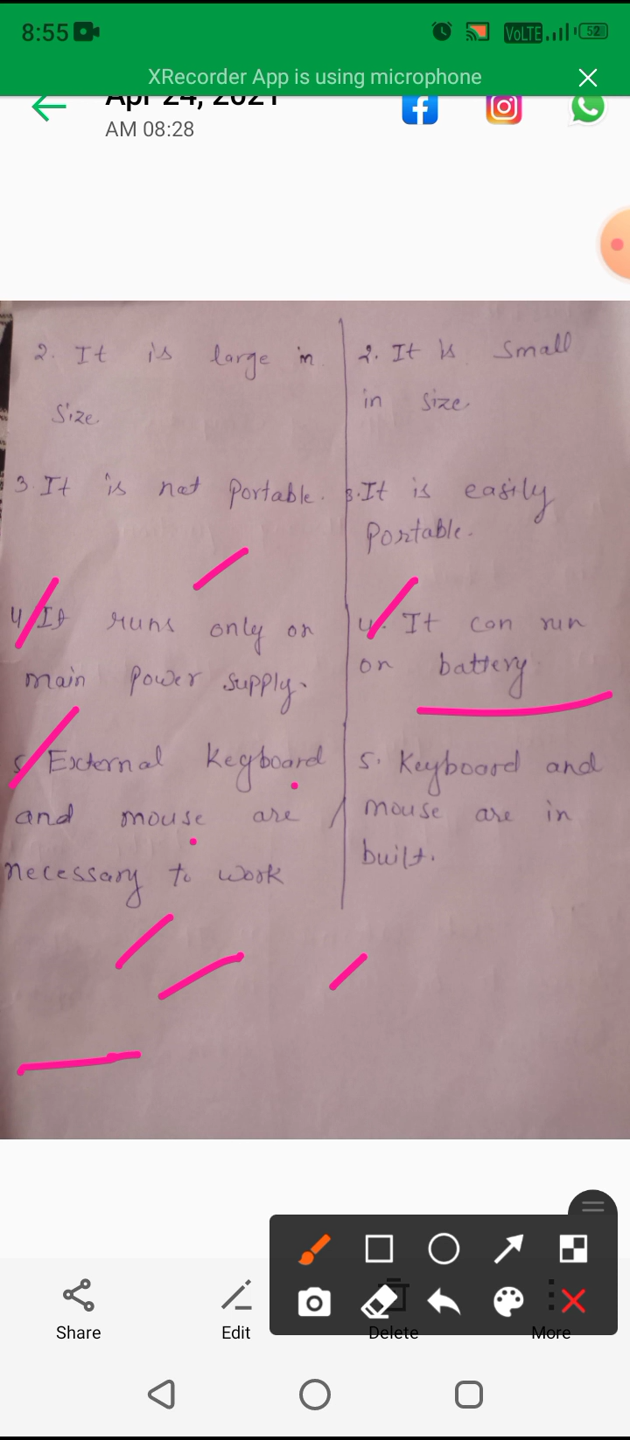 8:55
VoLTE
52
XRecorder App is using microphone
Apr 24, 2021
AM 08:28
2. It is large in
Size
3 It is not Portable.
4 It runs only on
main Power supply.
5 External Keyboard
and mouse are
necessary to work
2. It is small
in size
3. It is easily
Portable.
4. It can run
on battery
5. Keyboard and
mouse are in
built.
Share
Edit
Delete
More